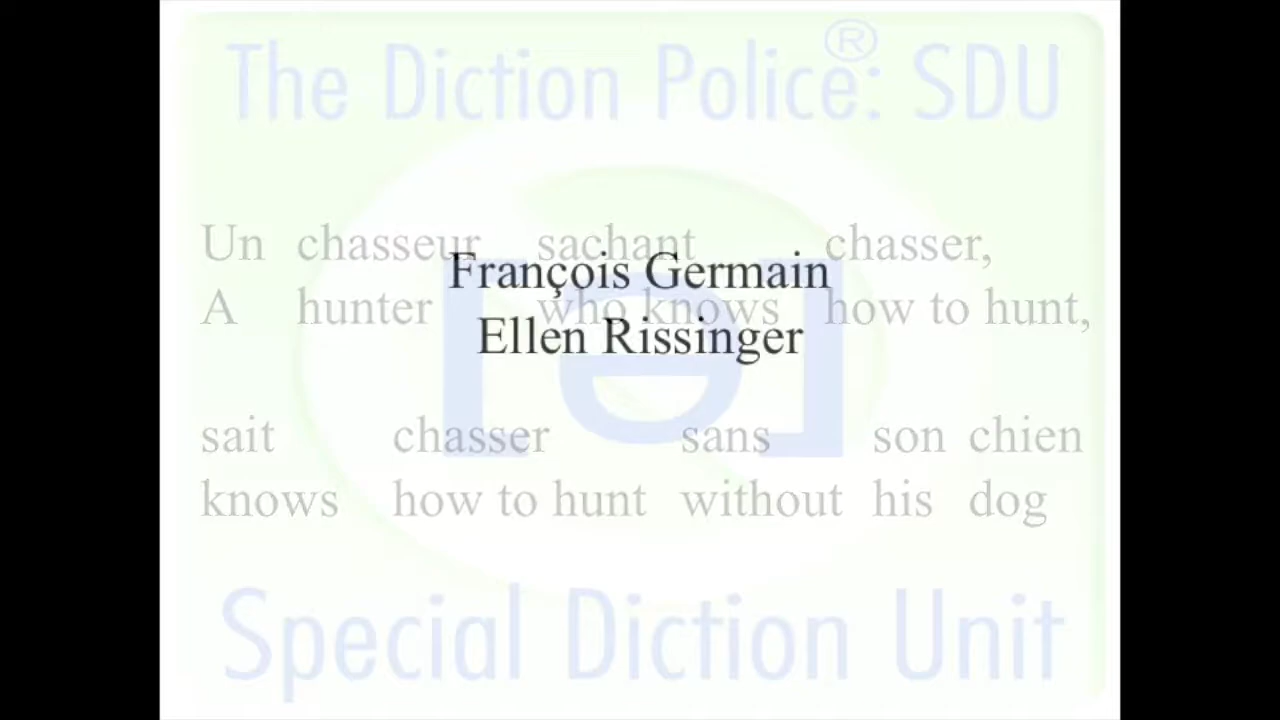 The Diction Police®: SDU
Un chasseur sachant chasser,
François Germain
A hunter who knows how to hunt,
Ellen Rissinger
[ə]
sait chasser sans son chien
knows how to hunt without his dog
Special Diction Unit